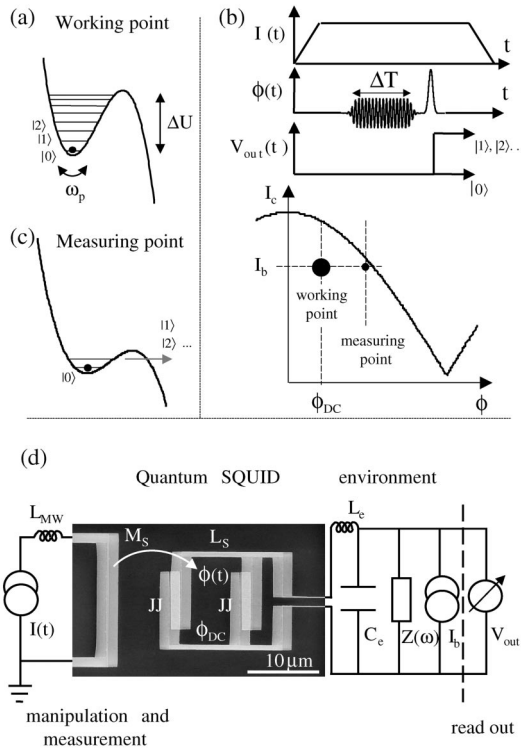 (a) Working point
|2⟩
|1⟩
|0⟩
ω_p
ΔU
(b)
I(t)
t
ϕ(t)
ΔT
t
V_out(t)
|1⟩, |2⟩. .
|0⟩
(c) Measuring point
|1⟩
|2⟩ ...
|0⟩
I_c
I_b
working
point
measuring
point
ϕ_DC
ϕ
(d)
Quantum SQUID environment
L_MW
M_S
L_S
L_e
ϕ(t)
JJ
JJ
I(t)
ϕ_DC
10µm
C_e
Z(ω)
I_b
V_out
manipulation and
measurement
read out